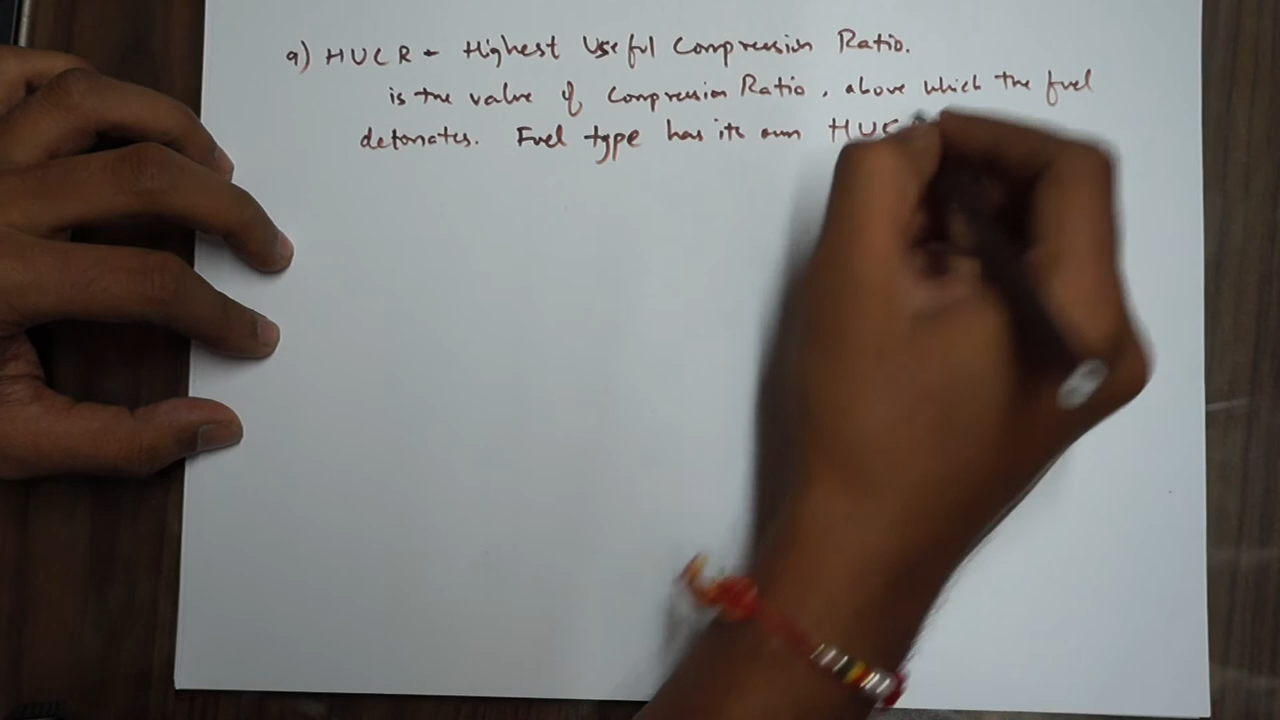 a) HUCR - Highest Useful Compression Ratio.
is the value of Compression Ratio, above which the fuel
detonates. Fuel type has its own HUC